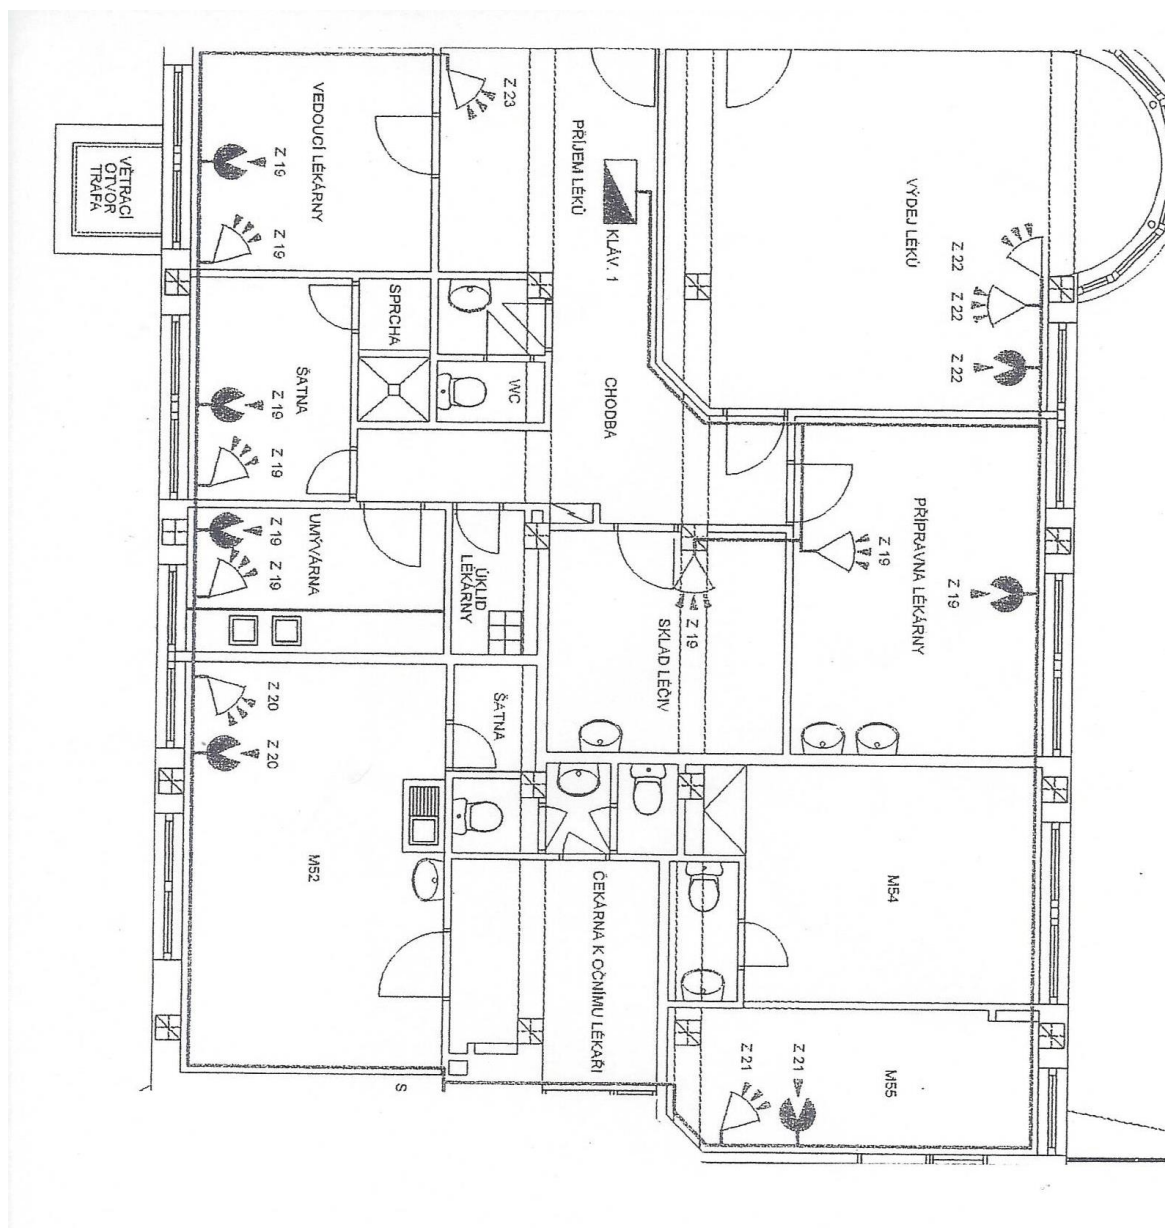 VEDOUCÍ LÉKÁRNY
Z 19
Z 19
VĚTRACÍ
OTVOR
TRAFA
Z 23
PŘÍJEM LÉKŮ
KLÁV. 1
VÝDEJ LÉKŮ
Z 22
Z 22
Z 22
SPRCHA
WC
CHODBA
ŠATNA
Z 19
Z 19
UMÝVÁRNA
Z 19
Z 19
ÚKLID
LÉKÁRNY
SKLAD LÉČIV
Z 19
PŘÍPRAVNA LÉKÁRNY
Z 19
Z 19
ŠATNA
Z 20
Z 20
M52
ČEKÁRNA K OČNÍMU LÉKAŘI
M54
M55
Z 21
Z 21
S